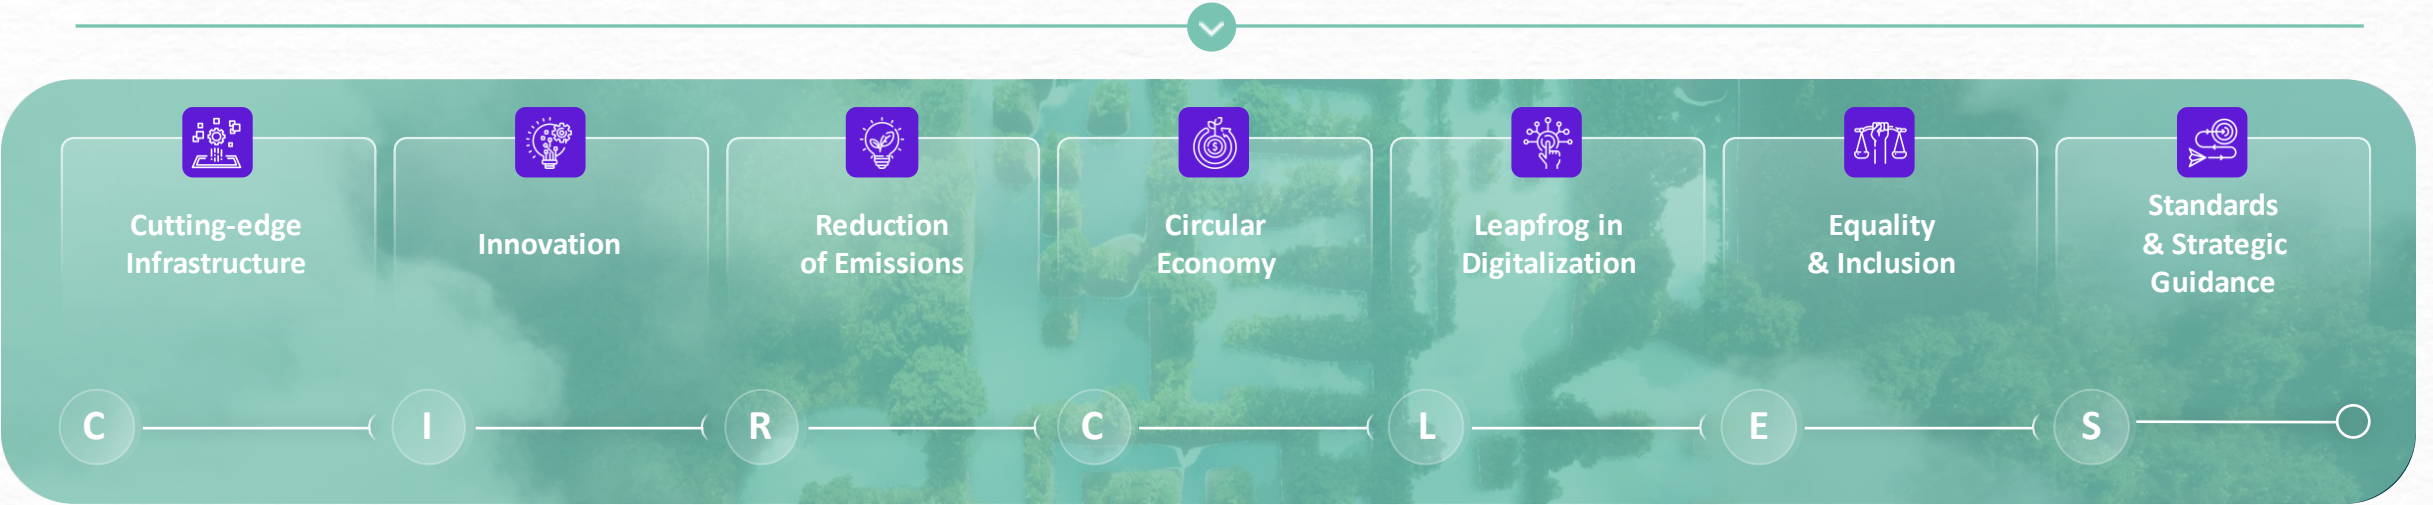 Cutting-edge
Infrastructure
Innovation
Reduction
of Emissions
Circular
Economy
Leapfrog in
Digitalization
Equality
& Inclusion
Standards
& Strategic
Guidance
C
I
R
C
L
E
S